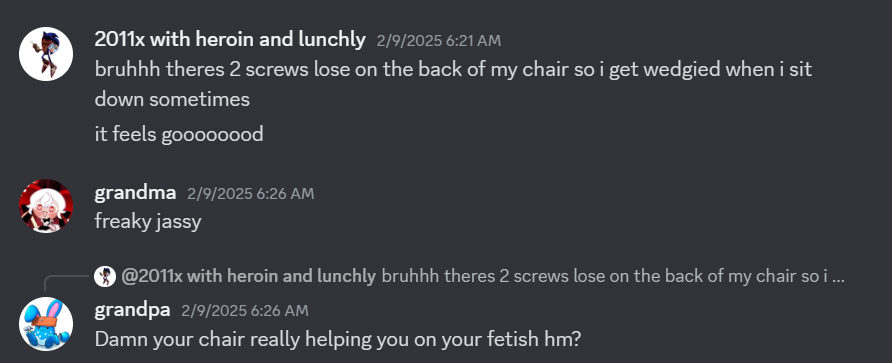 2011x with heroin and lunchly 2/9/2025 6:21 AM
bruhhh theres 2 screws lose on the back of my chair so i get wedgied when i sit
down sometimes
it feels goooooood
grandma 2/9/2025 6:26 AM
freaky jassy
@2011x with heroin and lunchly bruhhh theres 2 screws lose on the back of my chair so i ...
grandpa 2/9/2025 6:26 AM
Damn your chair really helping you on your fetish hm?